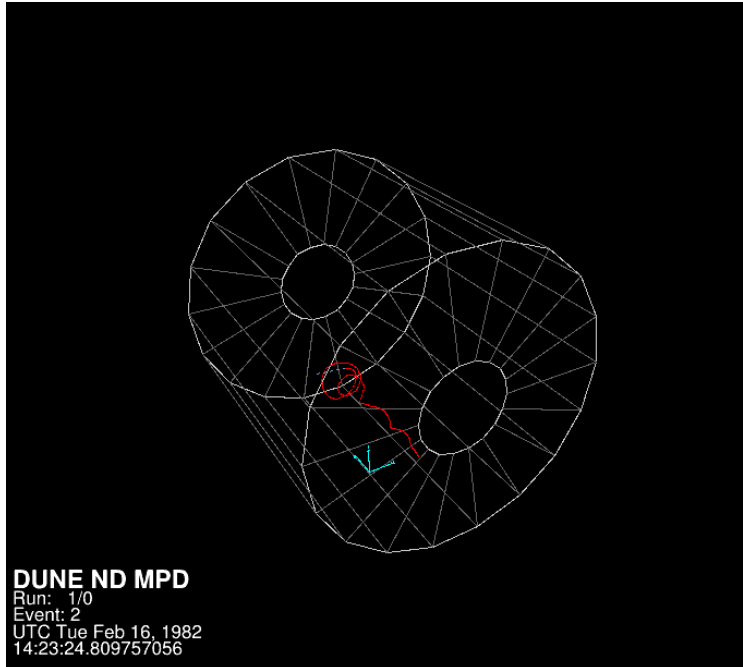 DUNE ND MPD
Run: 1/0
Event: 2
UTC Tue Feb 16, 1982
14:23:24.809757056